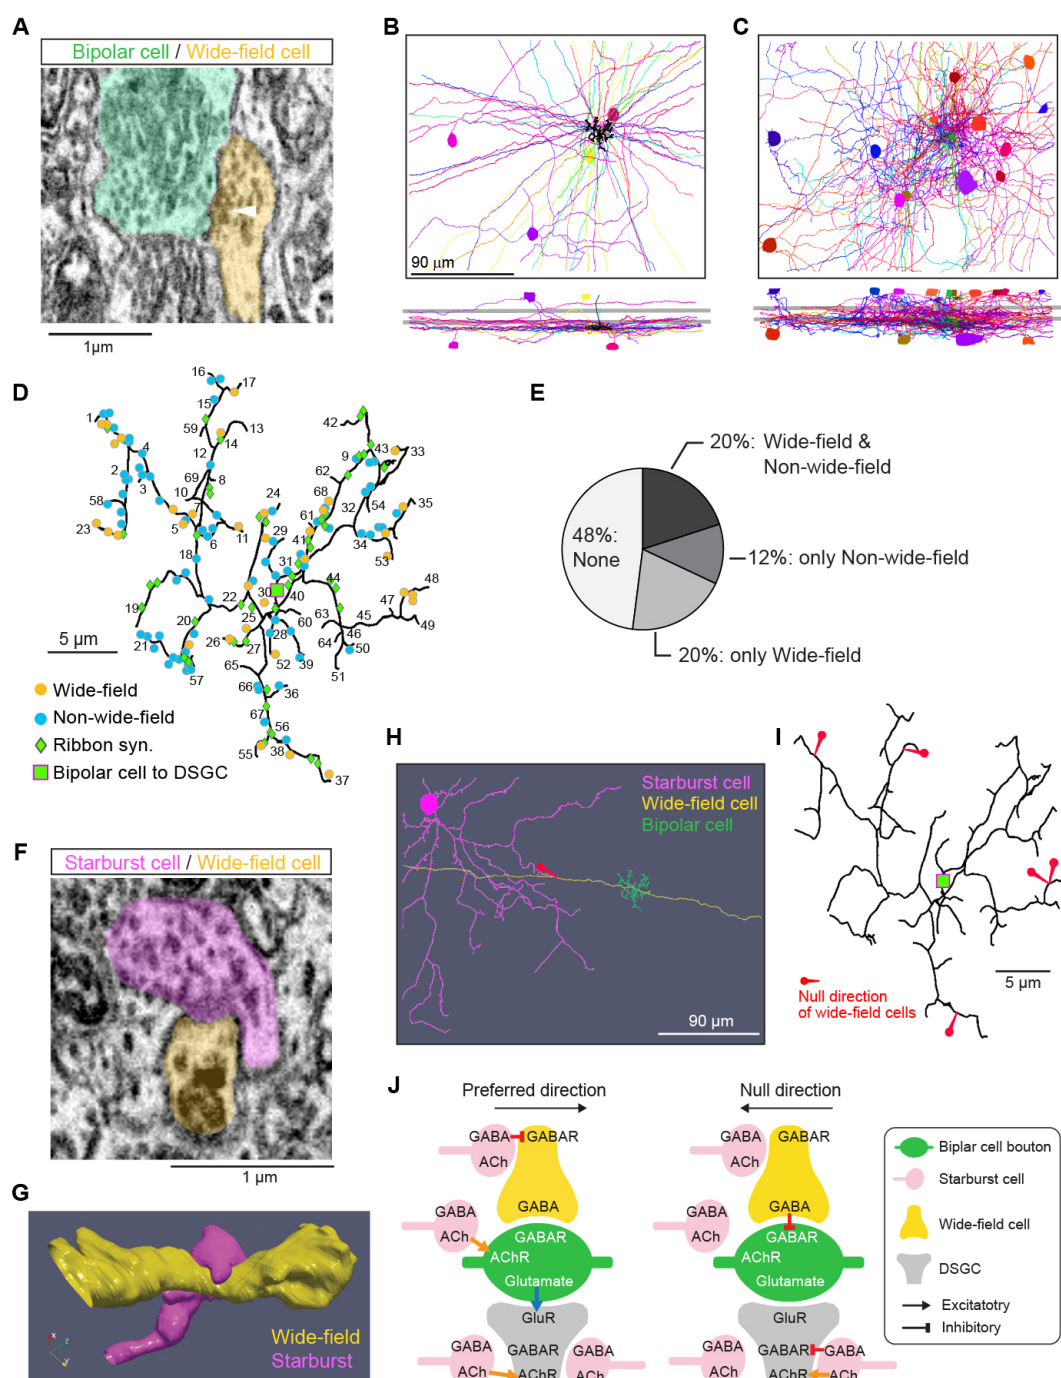 A
Bipolar cell / Wide-field cell
1µm
B
90 µm
C
D
16
17
1
15
59
13
14
4
12
42
43
33
9
2
3
69
8
62
10
58
7
24
68
32
54
35
23
5
6
11
29
61
41
34
53
18
31
44
48
30
40
47
19
22
25
45
49
20
63
60
46
26
28
64
50
21
27
39
51
57
65
52
5 µm
66
36
67
56
55
38
37
Wide-field
Non-wide-field
Ribbon syn.
Bipolar cell to DSGC
E
20%: Wide-field &
Non-wide-field
48%:
None
12%: only Non-wide-field
20%: only Wide-field
F
Starburst cell / Wide-field cell
1 µm
G
x
z
Y
Wide-field
Starburst
H
Starburst cell
Wide-field cell
Bipolar cell
90 µm
I
5 µm
Null direction
of wide-field cells
J
Preferred direction
Null direction
GABA
GABAR
ACh
GABA
GABA
ACh
GABAR
AChR
Glutamate
GluR
GABA
GABAR
GABA
ACh
AChR
ACh
GABA
GABAR
ACh
GABA
GABA
ACh
GABAR
AChR
Glutamate
GluR
GABA
GABAR
GABA
ACh
AChR
ACh
Biplar cell bouton
Starburst cell
Wide-field cell
DSGC
Excitatotry
Inhibitory